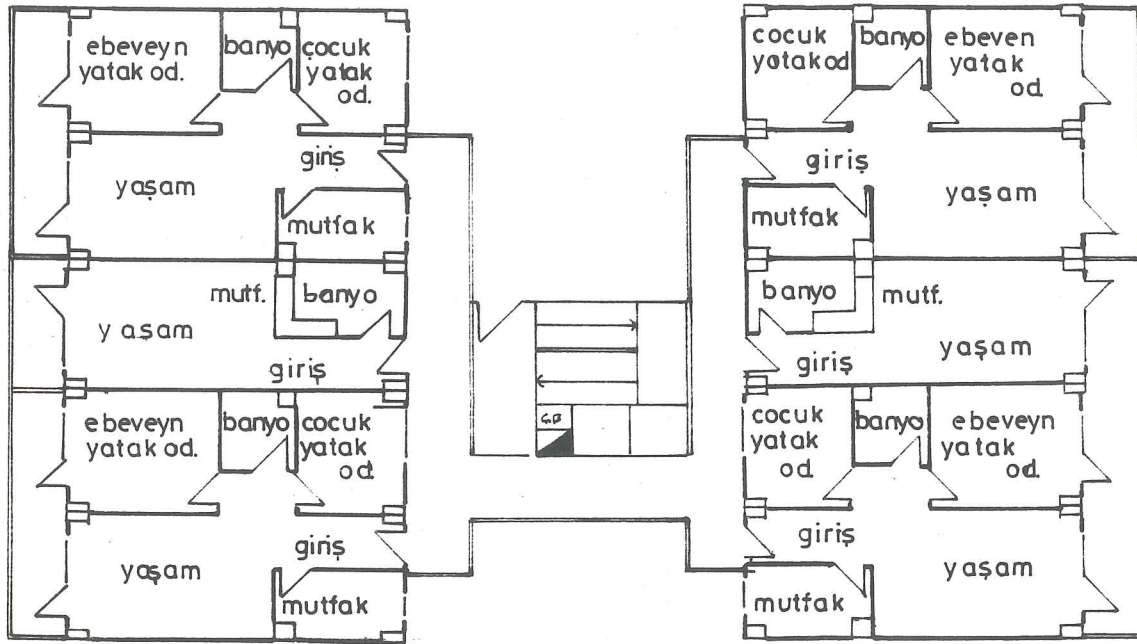 ebeveyn
yatak od.
banyo
çocuk
yatak
od.
giriş
yaşam
mutfak
mutf.
banyo
yaşam
giriş
ebeveyn
yatak od.
banyo
çocuk
yatak
od.
giriş
yaşam
mutfak
G.B
cocuk
yatak od
banyo
ebeven
yatak
od.
giriş
yaşam
mutfak
banyo
mutf.
giriş
yaşam
cocuk
yatak
od.
banyo
ebeveyn
yatak
od.
giriş
yaşam
mutfak